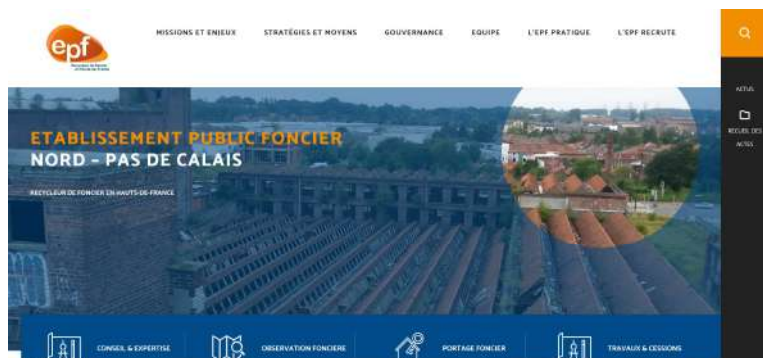 epf
MISSIONS ET ENJEUX
STRATÉGIES ET MOYENS
GOUVERNANCE
EQUIPE
L'EPF PRATIQUE
L'EPF RECRUTE
ACTUS
RECUEIL DES
ACTES
ETABLISSEMENT PUBLIC FONCIER
NORD - PAS DE CALAIS
RECYCLEUR DE FONCIER EN HAUTS-DE-FRANCE
CONSEIL & EXPERTISE
OBSERVATION FONCIERE
PORTAGE FONCIER
TRAVAUX & CESSIONS